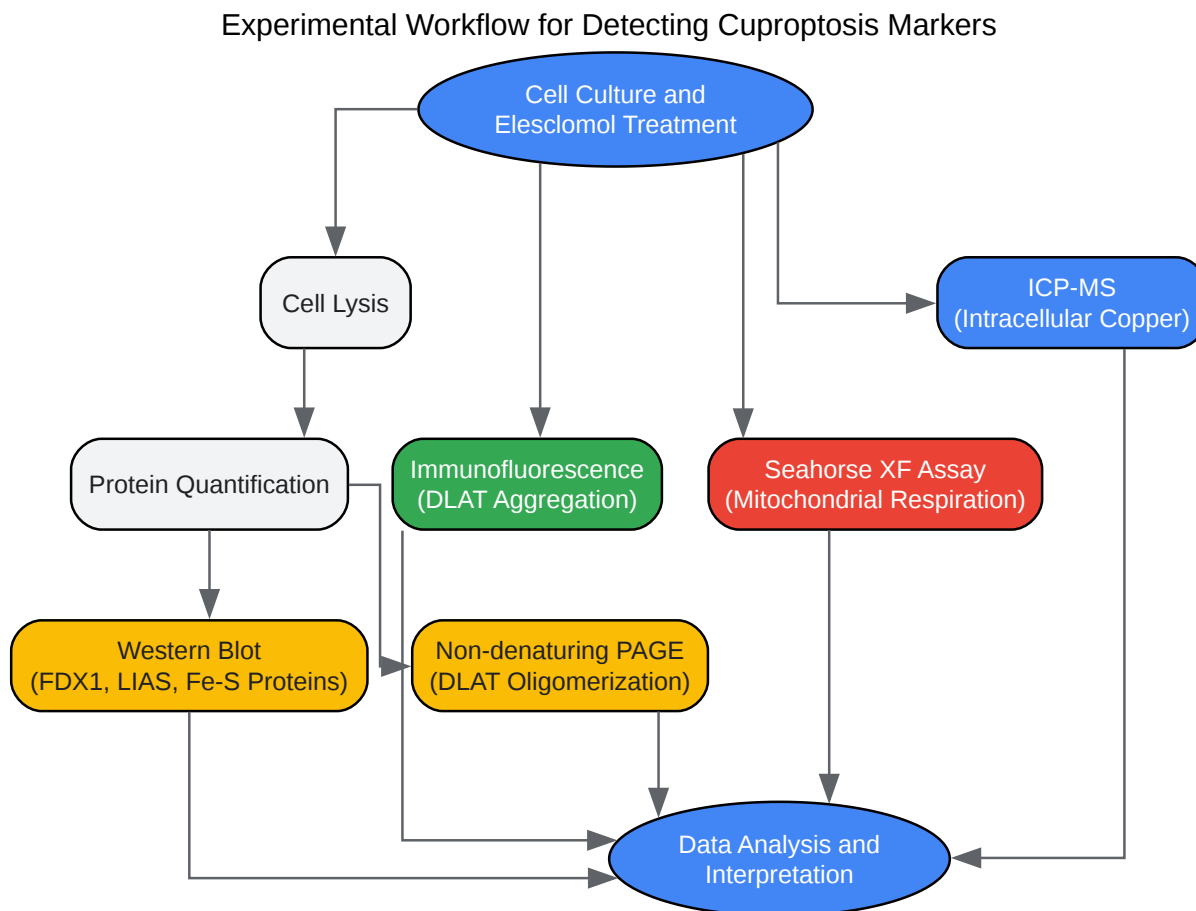 Experimental Workflow for Detecting Cuproptosis Markers
Cell Culture and
Elesclomol Treatment
Cell Lysis
ICP-MS
(Intracellular Copper)
Protein Quantification
Immunofluorescence
(DLAT Aggregation)
Seahorse XF Assay
(Mitochondrial Respiration)
Western Blot
(FDX1, LIAS, Fe-S Proteins)
Non-denaturing PAGE
(DLAT Oligomerization)
Data Analysis and
Interpretation